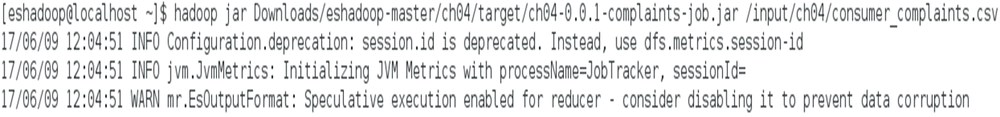 [eshadoop@localhost ~]$ hadoop jar Downloads/eshadoop-master/ch04/target/ch04-0.0.1-complaints-job.jar /input/ch04/consumer_complaints.csv
17/06/09 12:04:51 INFO Configuration.deprecation: session.id is deprecated. Instead, use dfs.metrics.session-id
17/06/09 12:04:51 INFO jvm.JvmMetrics: Initializing JVM Metrics with processName=JobTracker, sessionId=
17/06/09 12:04:51 WARN mr.EsOutputFormat: Speculative execution enabled for reducer - consider disabling it to prevent data corruption